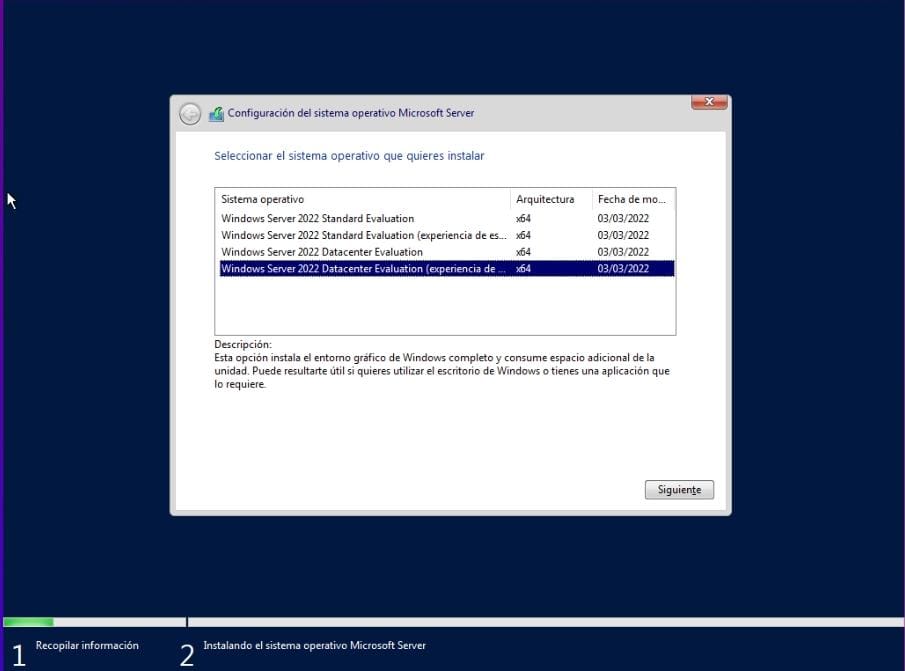 Configuración del sistema operativo Microsoft Server
Seleccionar el sistema operativo que quieres instalar
Sistema operativo Arquitectura Fecha de mo...
Windows Server 2022 Standard Evaluation x64 03/03/2022
Windows Server 2022 Standard Evaluation (experiencia de es... x64 03/03/2022
Windows Server 2022 Datacenter Evaluation x64 03/03/2022
Windows Server 2022 Datacenter Evaluation (experiencia de ... x64 03/03/2022
Descripción:
Esta opción instala el entorno gráfico de Windows completo y consume espacio adicional de la
unidad. Puede resultarte útil si quieres utilizar el escritorio de Windows o tienes una aplicación que
lo requiere.
Siguiente
1 Recopilar información 2 Instalando el sistema operativo Microsoft Server